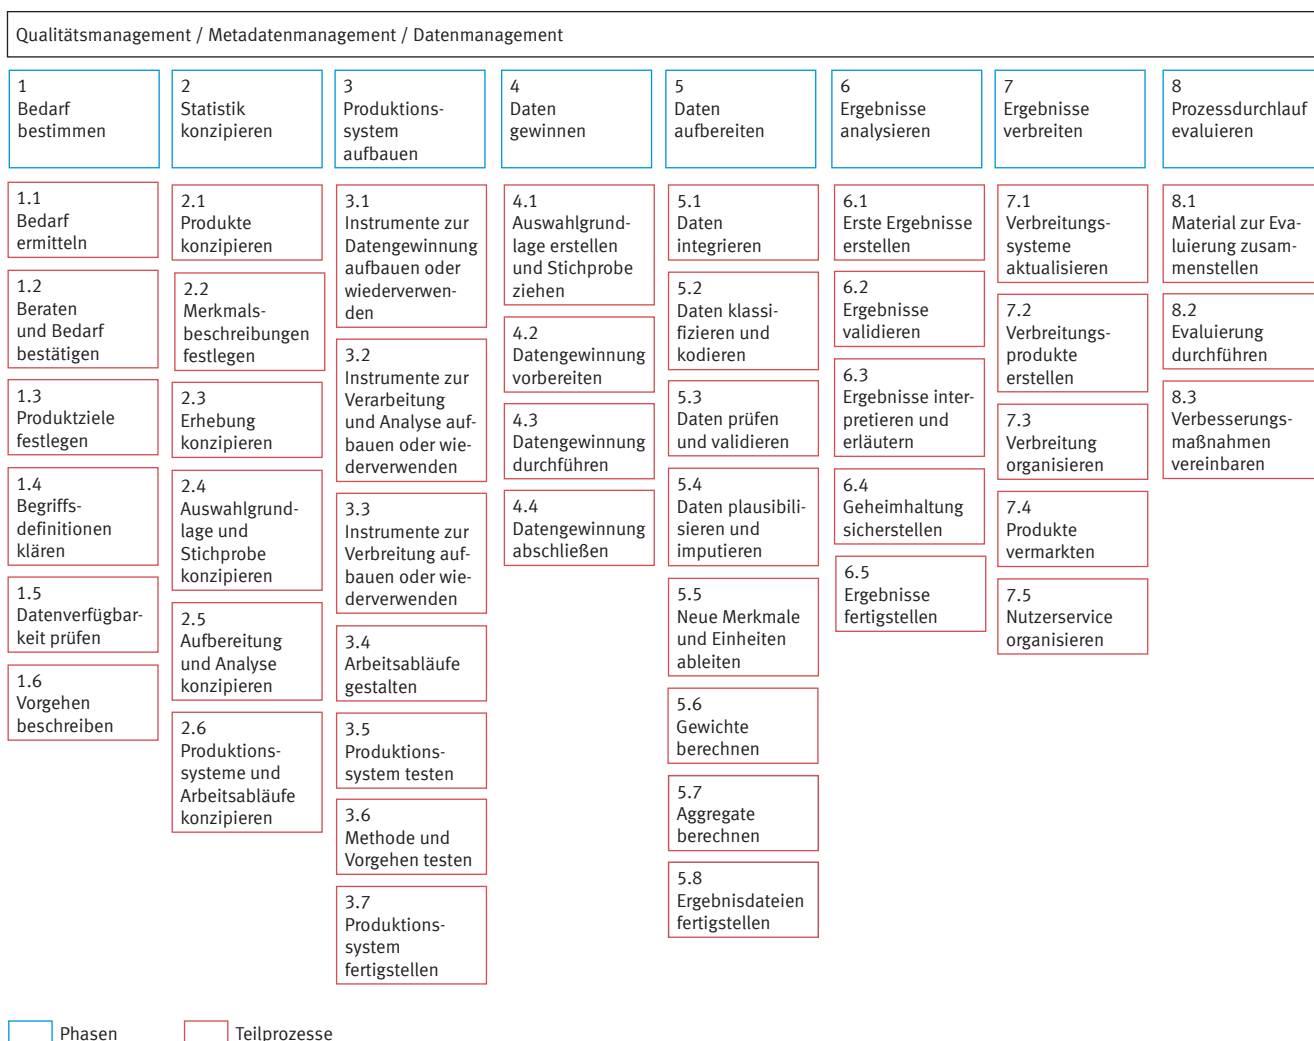 Qualitätsmanagement / Metadatenmanagement / Datenmanagement
1
Bedarf
bestimmen
2
Statistik
konzipieren
3
Produktions-
system
aufbauen
4
Daten
gewinnen
5
Daten
aufbereiten
6
Ergebnisse
analysieren
7
Ergebnisse
verbreiten
8
Prozessdurchlauf
evaluieren
1.1
Bedarf
ermitteln
1.2
Beraten
und Bedarf
bestätigen
1.3
Produktziele
festlegen
1.4
Begriffs-
definitionen
klären
1.5
Datenverfügbar-
keit prüfen
1.6
Vorgehen
beschreiben
2.1
Produkte
konzipieren
2.2
Merkmals-
beschreibungen
festlegen
2.3
Erhebung
konzipieren
2.4
Auswahlgrund-
lage und
Stichprobe
konzipieren
2.5
Aufbereitung
und Analyse
konzipieren
2.6
Produktions-
systeme und
Arbeitsabläufe
konzipieren
3.1
Instrumente zur
Datengewinnung
aufbauen oder
wiederverwen-
den
3.2
Instrumente zur
Verarbeitung
und Analyse auf-
bauen oder wie-
derverwenden
3.3
Instrumente zur
Verbreitung auf-
bauen oder wie-
derverwenden
3.4
Arbeitsabläufe
gestalten
3.5
Produktions-
system testen
3.6
Methode und
Vorgehen testen
3.7
Produktions-
system
fertigstellen
4.1
Auswahlgrund-
lage erstellen
und Stichprobe
ziehen
4.2
Datengewinnung
vorbereiten
4.3
Datengewinnung
durchführen
4.4
Datengewinnung
abschließen
5.1
Daten
integrieren
5.2
Daten klassi-
fizieren und
kodieren
5.3
Daten prüfen
und validieren
5.4
Daten plausibili-
sieren und
imputieren
5.5
Neue Merkmale
und Einheiten
ableiten
5.6
Gewichte
berechnen
5.7
Aggregate
berechnen
5.8
Ergebnisdateien
fertigstellen
6.1
Erste Ergebnisse
erstellen
6.2
Ergebnisse
validieren
6.3
Ergebnisse inter-
pretieren und
erläutern
6.4
Geheimhaltung
sicherstellen
6.5
Ergebnisse
fertigstellen
7.1
Verbreitungs-
systeme
aktualisieren
7.2
Verbreitungs-
produkte
erstellen
7.3
Verbreitung
organisieren
7.4
Produkte
vermarkten
7.5
Nutzerservice
organisieren
8.1
Material zur Eva-
luierung zusam-
menstellen
8.2
Evaluierung
durchführen
8.3
Verbesserungs-
maßnahmen
vereinbaren
Phasen
Teilprozesse